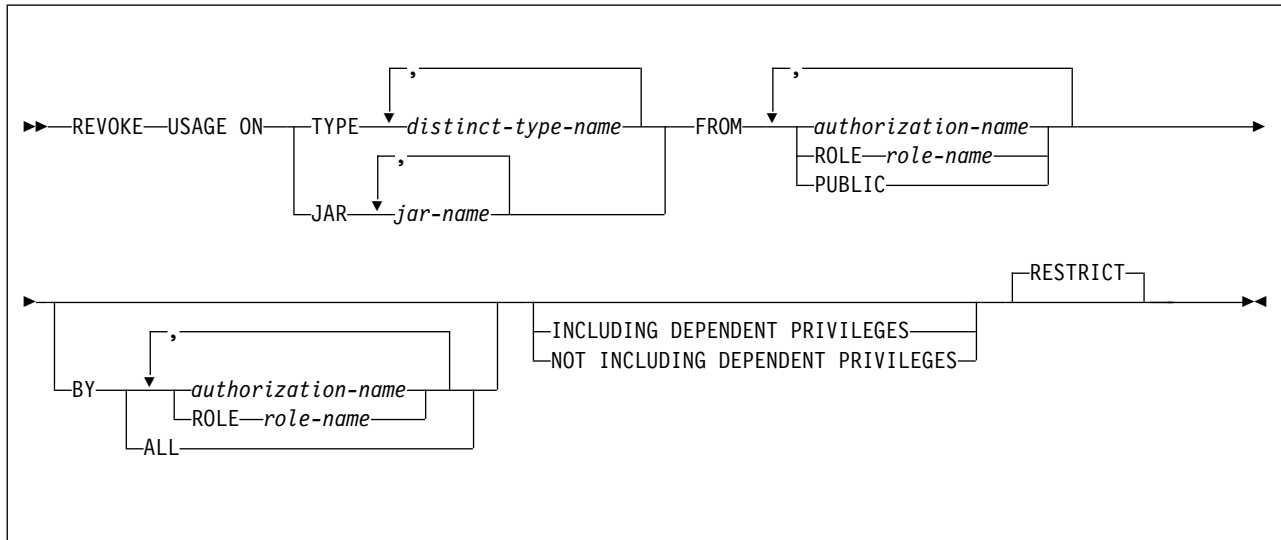 , ,
REVOKE USAGE ON TYPE distinct-type-name FROM authorization-name
, ROLE role-name
JAR jar-name PUBLIC
RESTRICT
, INCLUDING DEPENDENT PRIVILEGES
NOT INCLUDING DEPENDENT PRIVILEGES
BY authorization-name
ROLE role-name
ALL